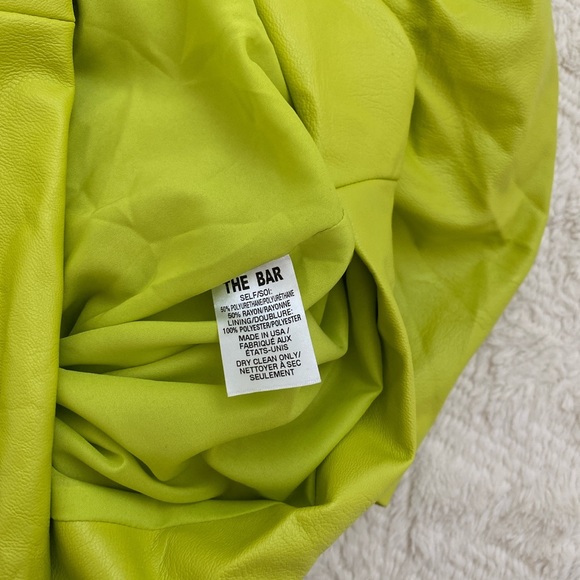 THE BAR
SELF/SOI:
50% POLYURETHANE/POLYURÉTHANE
50% RAYON/RAYONNE
LINING/DOUBLURE:
100% POLYESTER/POLYESTER
MADE IN USA /
FABRIQUÉ AUX
ÉTATS-UNIS
DRY CLEAN ONLY/
NETTOYER À SEC
SEULEMENT